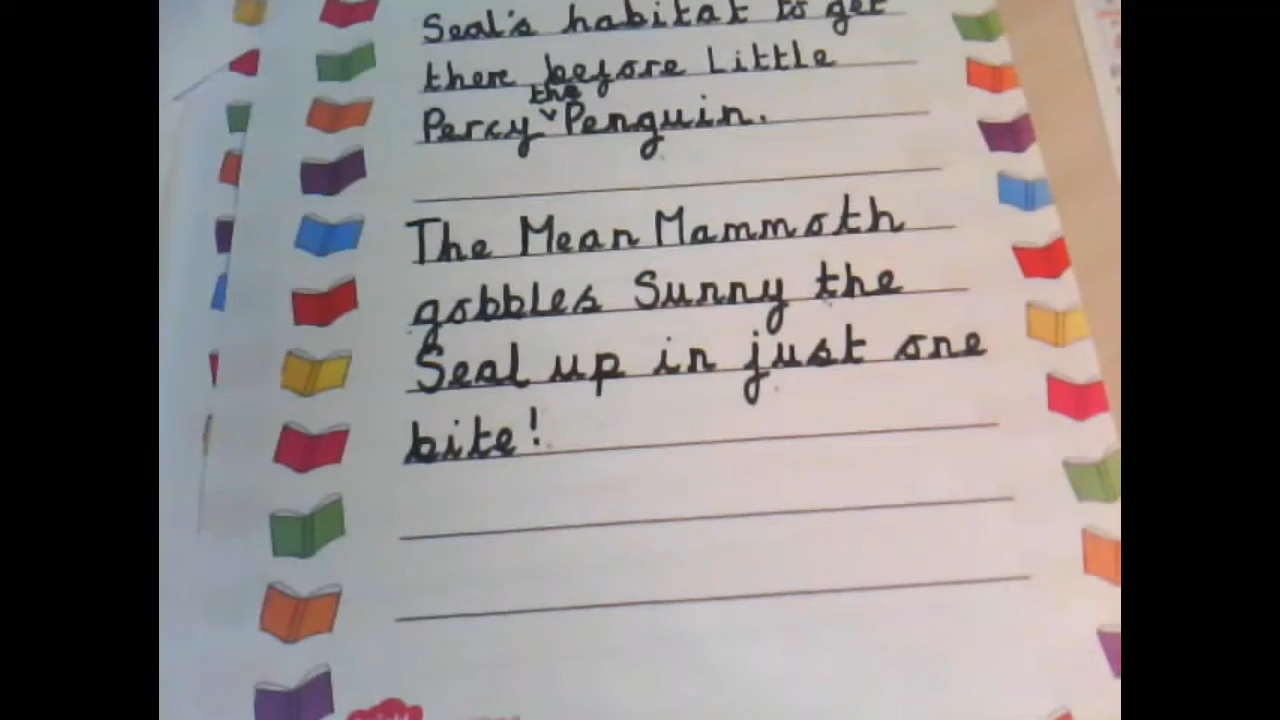 Seal's habitat to get
there before Little
the
Percy ˅ Penguin.
The Mean Mammoth
gobbles Sunny the
Seal up in just one
bite!